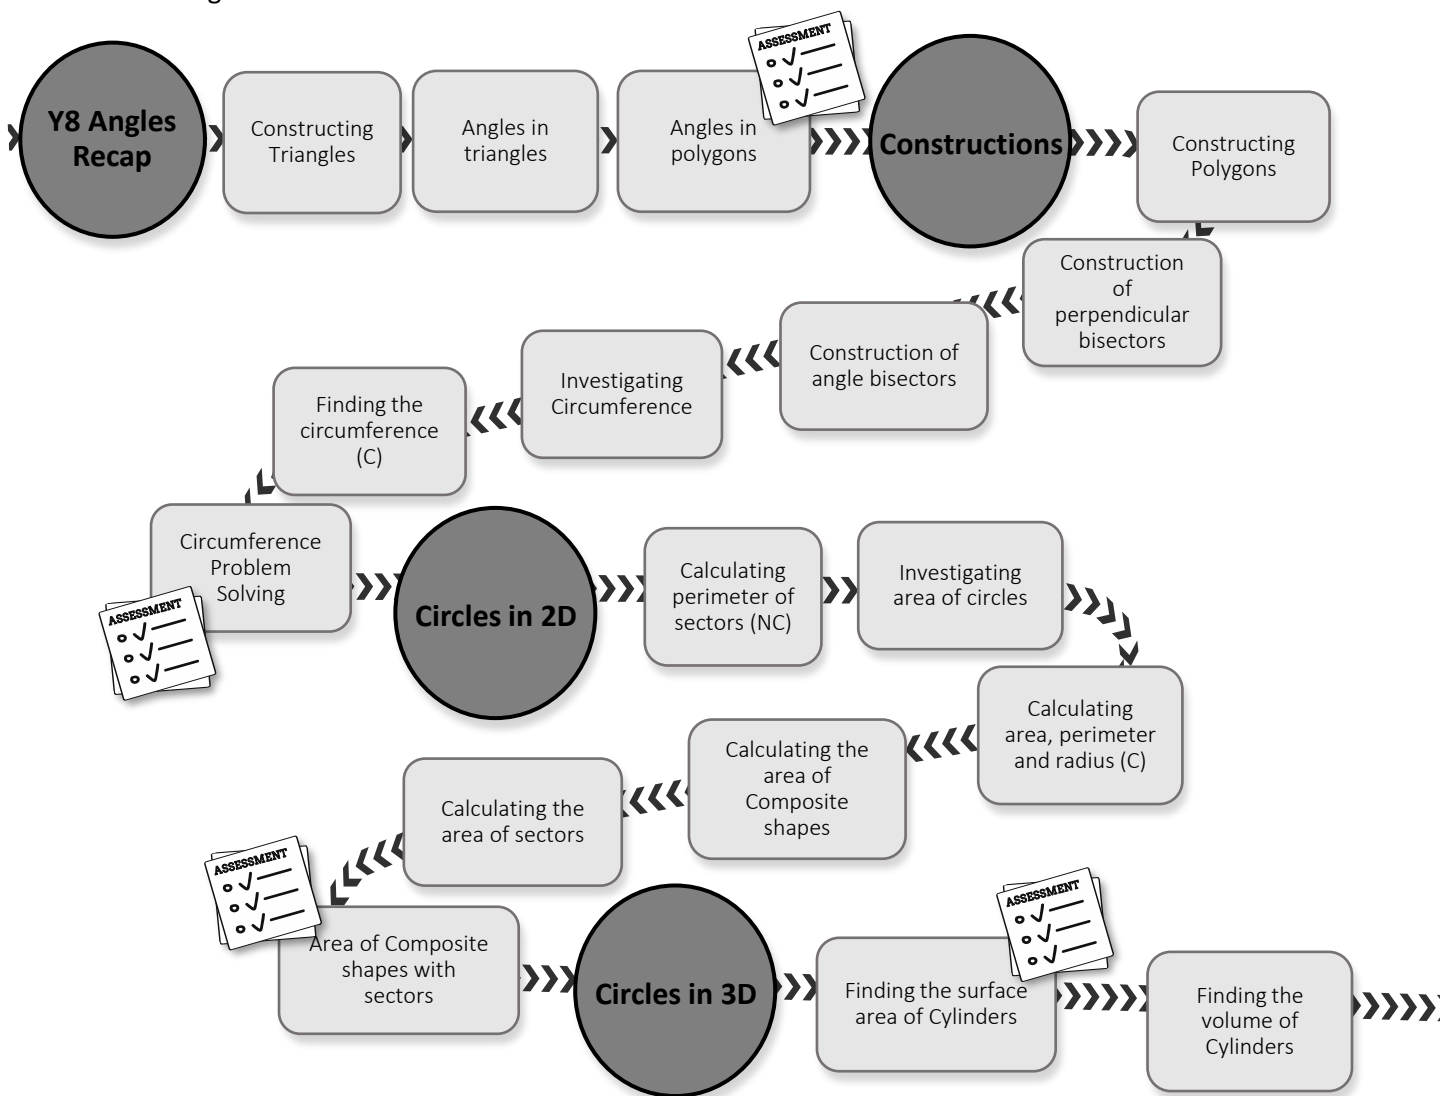 Y8 Angles
Recap
Constructing
Triangles
Angles in
triangles
Angles in
polygons
ASSESSMENT
Constructions
Constructing
Polygons
Construction
of
perpendicular
bisectors
Construction of
angle bisectors
Investigating
Circumference
Finding the
circumference
(C)
Circumference
Problem
Solving
ASSESSMENT
Circles in 2D
Calculating
perimeter of
sectors (NC)
Investigating
area of circles
Calculating
area, perimeter
and radius (C)
Calculating the
area of
Composite
shapes
Calculating the
area of sectors
ASSESSMENT
Area of Composite
shapes with
sectors
Circles in 3D
Finding the surface
area of Cylinders
ASSESSMENT
Finding the
volume of
Cylinders